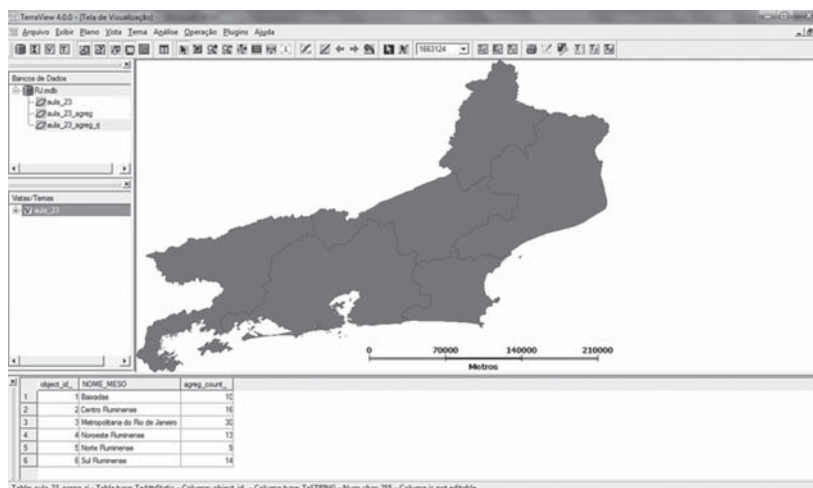 TerraView 4.0.0 - [Tela de Visualização]
Arquivo Exibir Plano Vista Tema Análise Operação Plugins Ajuda
1663124
Bancos de Dados
RJ.mdb
aula_23
aula_23_agreg
aula_23_agreg_rj
Vistas/Temas
aula_23
0 70000 140000 210000
Metros
object_id_ NOME_MESO agreg_count_
1 1 Baixadas 10
2 2 Centro Fluminense 16
3 3 Metropolitana do Rio de Janeiro 30
4 4 Noroeste Fluminense 13
5 5 Norte Fluminense 5
6 6 Sul Fluminense 14